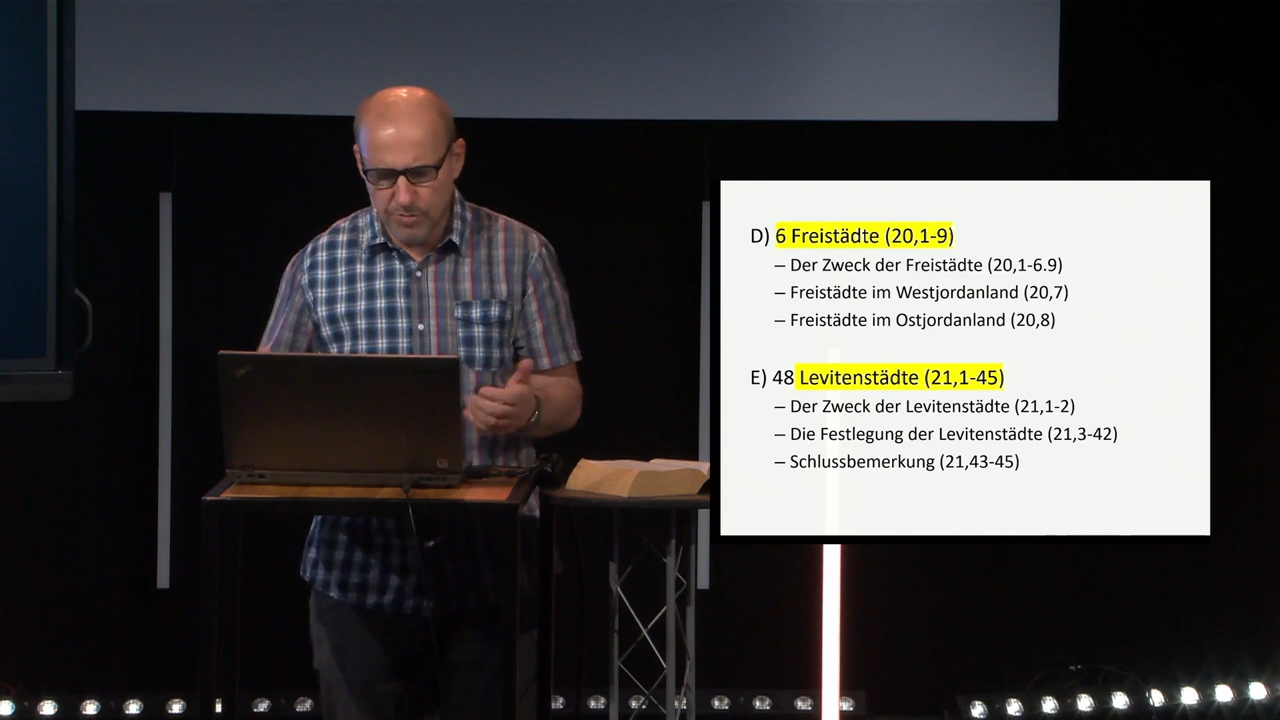 D) 6 Freistädte (20,1-9)
– Der Zweck der Freistädte (20,1-6.9)
– Freistädte im Westjordanland (20,7)
– Freistädte im Ostjordanland (20,8)
E) 48 Levitenstädte (21,1-45)
– Der Zweck der Levitenstädte (21,1-2)
– Die Festlegung der Levitenstädte (21,3-42)
– Schlussbemerkung (21,43-45)